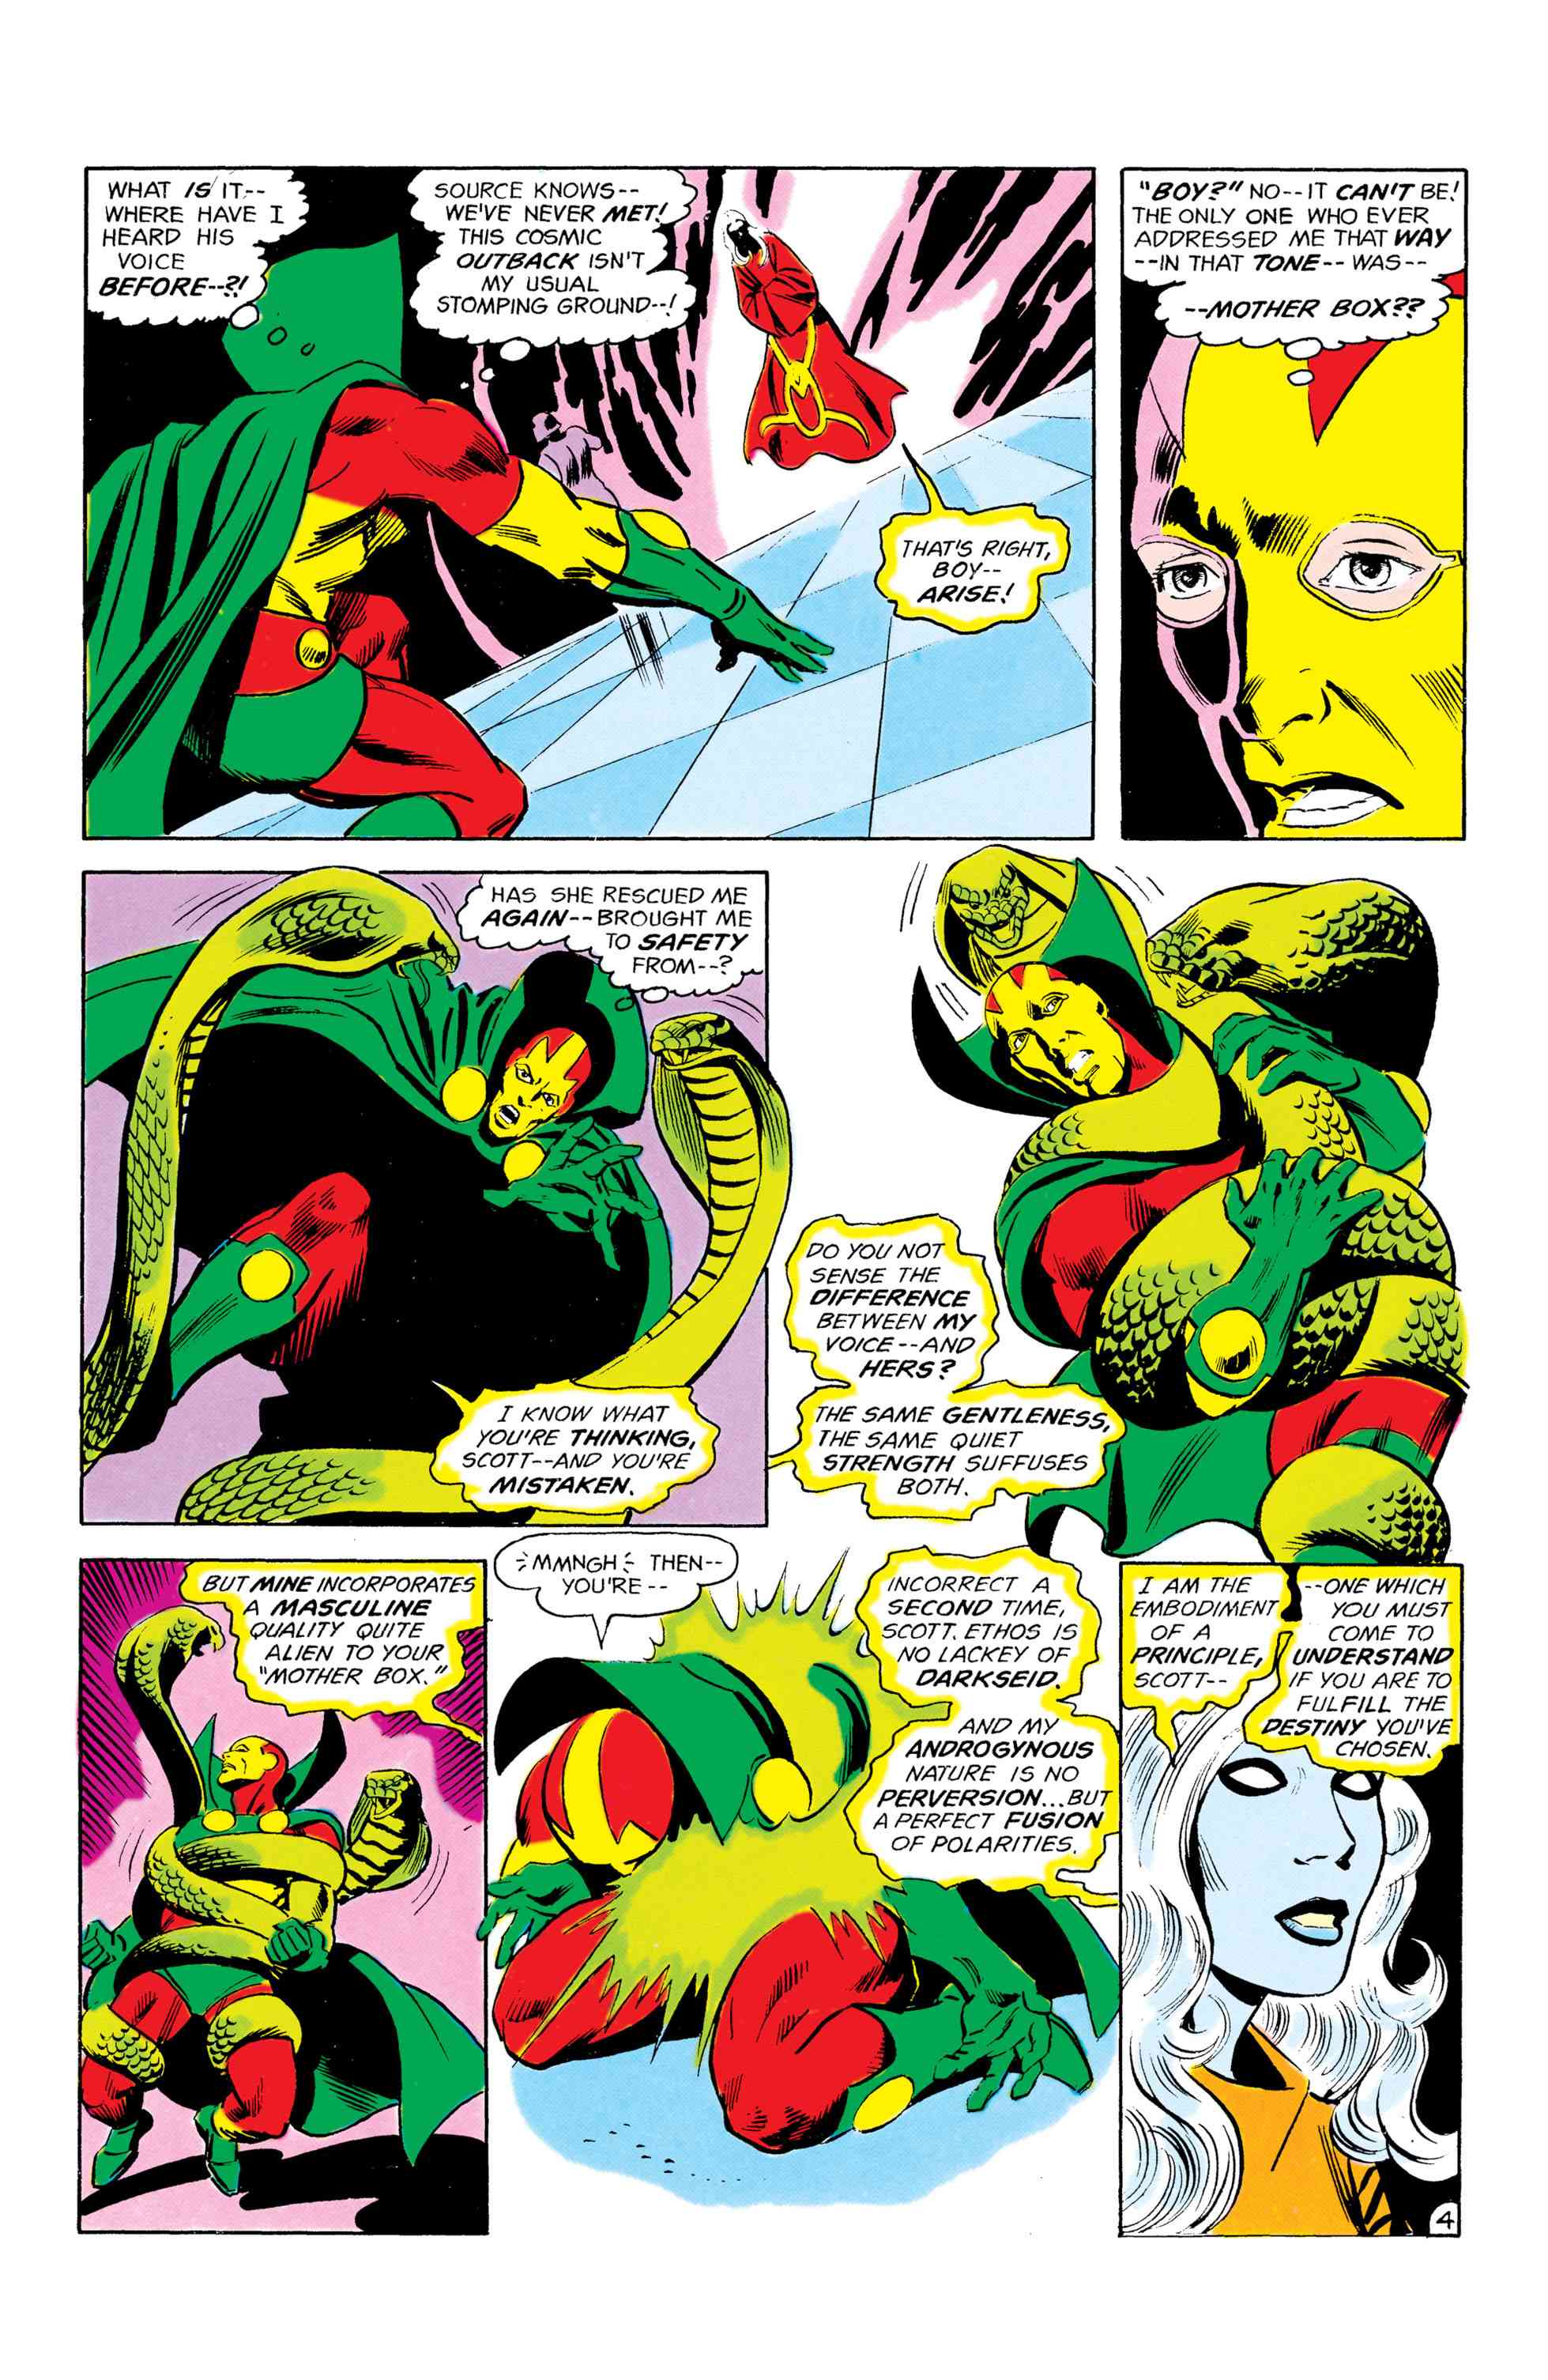 WHAT IS IT--
WHERE HAVE I
HEARD HIS
VOICE
BEFORE--?!
SOURCE KNOWS--
WE'VE NEVER MET!
THIS COSMIC
OUTBACK ISN'T
MY USUAL
STOMPING GROUND--!
THAT'S RIGHT,
BOY--
ARISE!
"BOY?" NO--IT CAN'T BE!
THE ONLY ONE WHO EVER
ADDRESSED ME THAT WAY
--IN THAT TONE--WAS--
--MOTHER BOX??
HAS SHE RESCUED ME
AGAIN--BROUGHT ME
TO SAFETY
FROM--?
I KNOW WHAT
YOU'RE THINKING,
SCOTT--AND YOU'RE
MISTAKEN.
DO YOU NOT
SENSE THE
DIFFERENCE
BETWEEN MY
VOICE--AND
HERS?
THE SAME GENTLENESS,
THE SAME QUIET
STRENGTH SUFFUSES
BOTH.
BUT MINE INCORPORATES
A MASCULINE
QUALITY QUITE
ALIEN TO YOUR
"MOTHER BOX."
MMNGH THEN--
YOU'RE--
INCORRECT A
SECOND TIME,
SCOTT. ETHOS IS
NO LACKEY OF
DARKSEID.
AND MY
ANDROGYNOUS
NATURE IS NO
PERVERSION...BUT
A PERFECT FUSION
OF POLARITIES.
I AM THE
EMBODIMENT
OF A
PRINCIPLE,
SCOTT--
--ONE WHICH
YOU MUST
COME TO
UNDERSTAND
IF YOU ARE TO
FULFILL THE
DESTINY YOU'VE
CHOSEN.
4